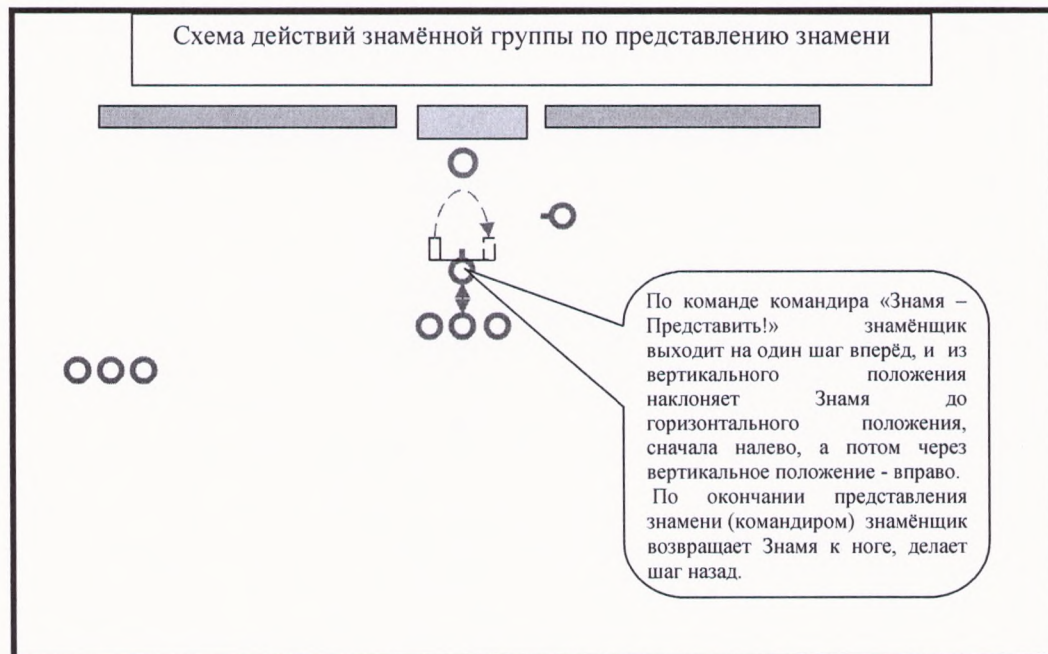 Схема действий знамённой группы по представлению знамени
По команде командира «Знамя –
Представить!» знамёнщик
выходит на один шаг вперёд, и из
вертикального положения
наклоняет Знамя до
горизонтального положения,
сначала налево, а потом через
вертикальное положение - вправо.
По окончании представления
знамени (командиром) знамёнщик
возвращает Знамя к ноге, делает
шаг назад.